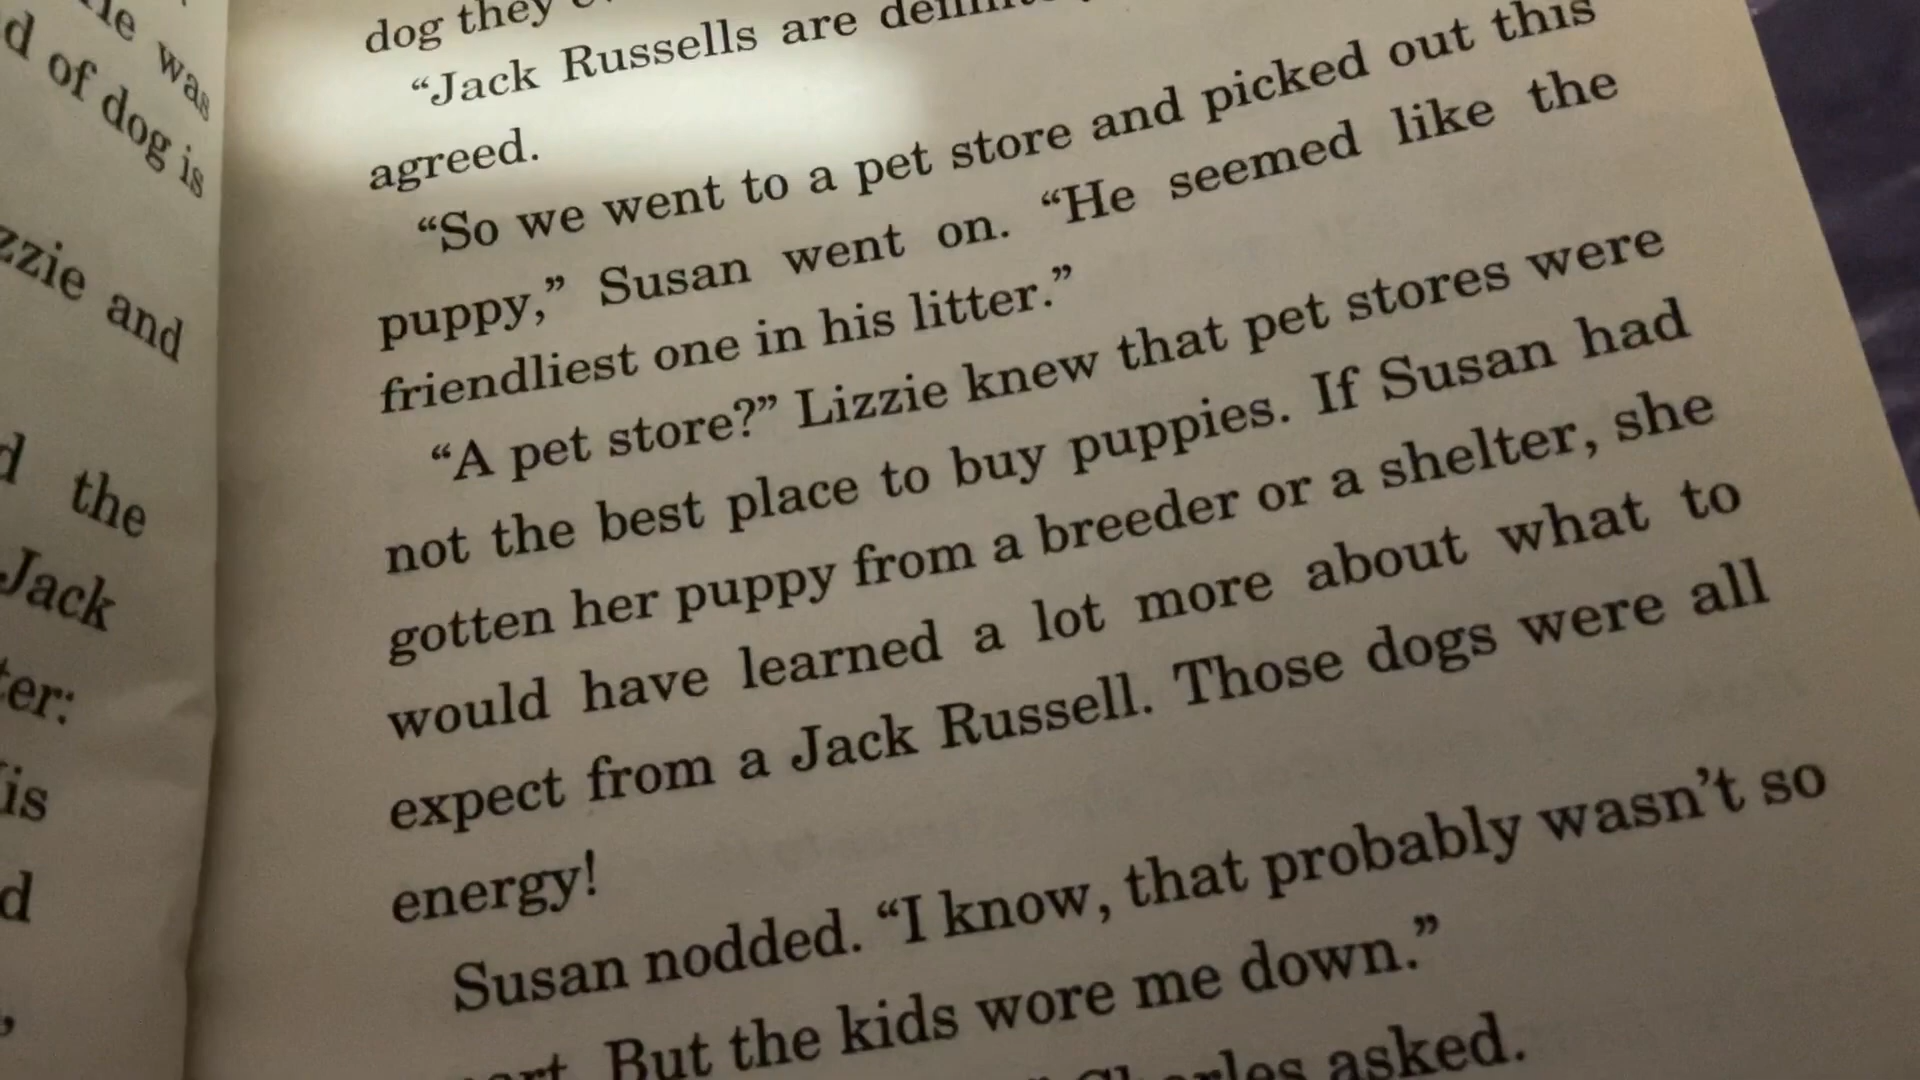 was
d of dog is
zzie and
the
Jack
is
dog they
“Jack Russells are
agreed.
“So we went to a pet store and picked out this
puppy,” Susan went on. “He seemed like the
friendliest one in his litter.”
“A pet store?” Lizzie knew that pet stores were
not the best place to buy puppies. If Susan had
gotten her puppy from a breeder or a shelter, she
would have learned a lot more about what to
expect from a Jack Russell. Those dogs were all
energy!
Susan nodded. “I know, that probably wasn’t so
But the kids wore me down.”
asked.